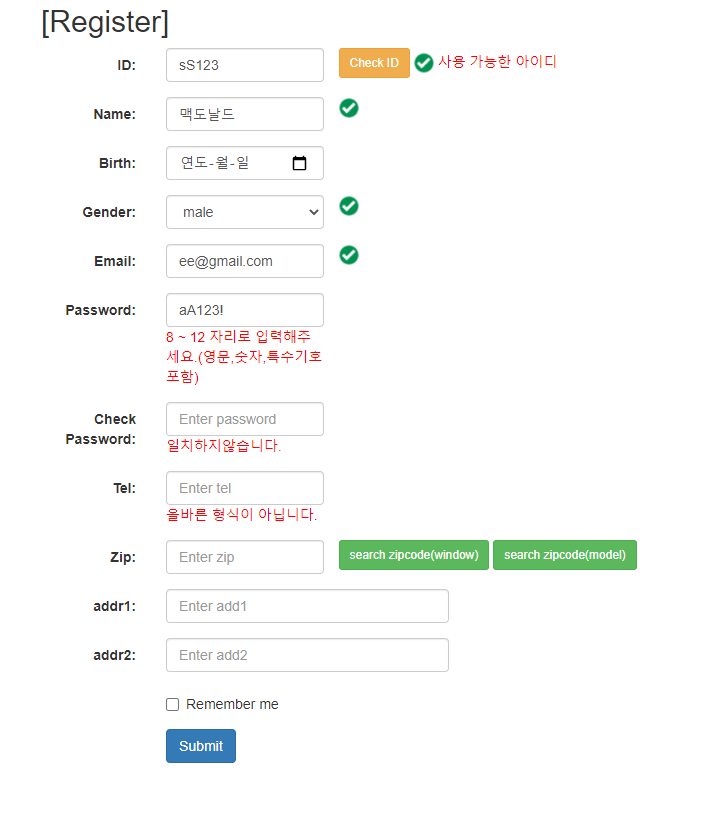 [Register]
ID: sS123 Check ID 사용 가능한 아이디
Name: 맥도날드
Birth: 연도-월-일
Gender: male
Email: ee@gmail.com
Password: aA123!
8 ~ 12 자리로 입력해주
세요.(영문,숫자,특수기호
포함)
Check Enter password
Password:
일치하지않습니다.
Tel: Enter tel
올바른 형식이 아닙니다.
Zip: Enter zip search zipcode(window) search zipcode(model)
addr1: Enter add1
addr2: Enter add2
Remember me
Submit